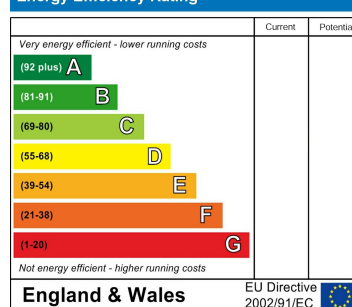 Energy Efficiency Rating
Current Potential
Very energy efficient - lower running costs
(92 plus) A
(81-91) B
(69-80) C
(55-68) D
(39-54) E
(21-38) F
(1-20) G
Not energy efficient - higher running costs
England & Wales
EU Directive
2002/91/EC